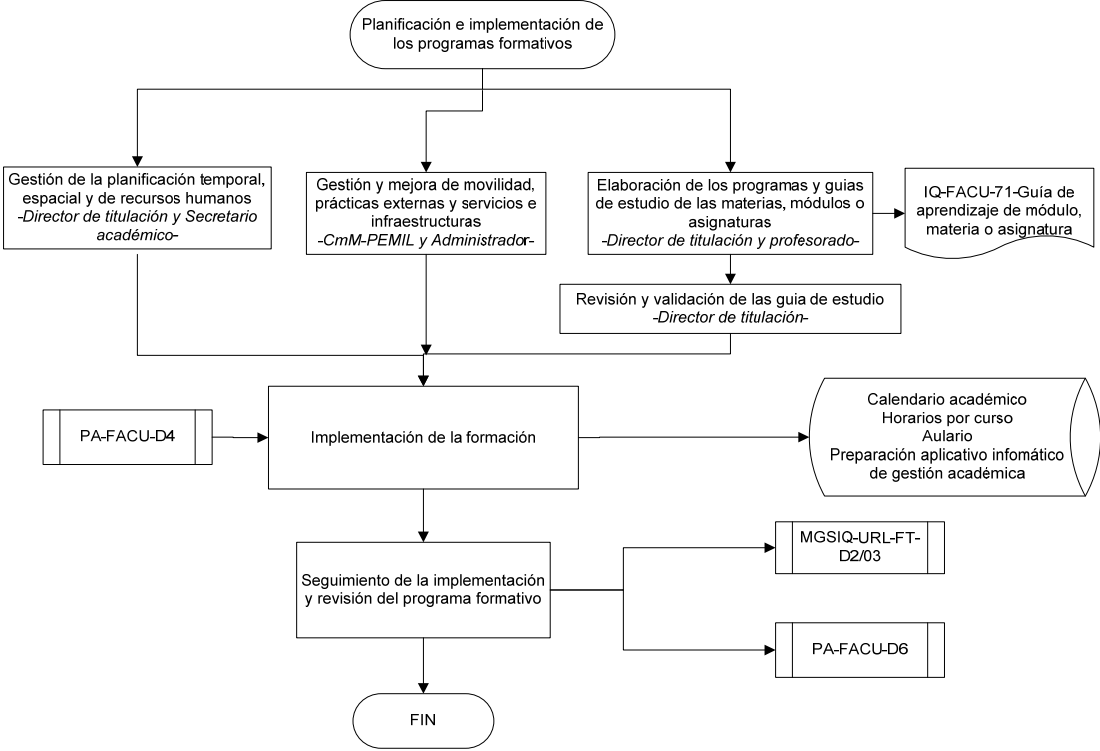 Planificación e implementación de
los programas formativos
Gestión de la planificación temporal,
espacial y de recursos humanos
-Director de titulación y Secretario
académico-
Gestión y mejora de movilidad,
prácticas externas y servicios e
infraestructuras
-CmM-PEMIL y Administrador-
Elaboración de los programas y guias
de estudio de las materias, módulos o
asignaturas
-Director de titulación y profesorado-
IQ-FACU-71-Guía de
aprendizaje de módulo,
materia o asignatura
Revisión y validación de las guia de estudio
-Director de titulación-
PA-FACU-D4
Implementación de la formación
Calendario académico
Horarios por curso
Aulario
Preparación aplicativo infomático
de gestión académica
Seguimiento de la implementación
y revisión del programa formativo
MGSIQ-URL-FT-
D2/03
PA-FACU-D6
FIN